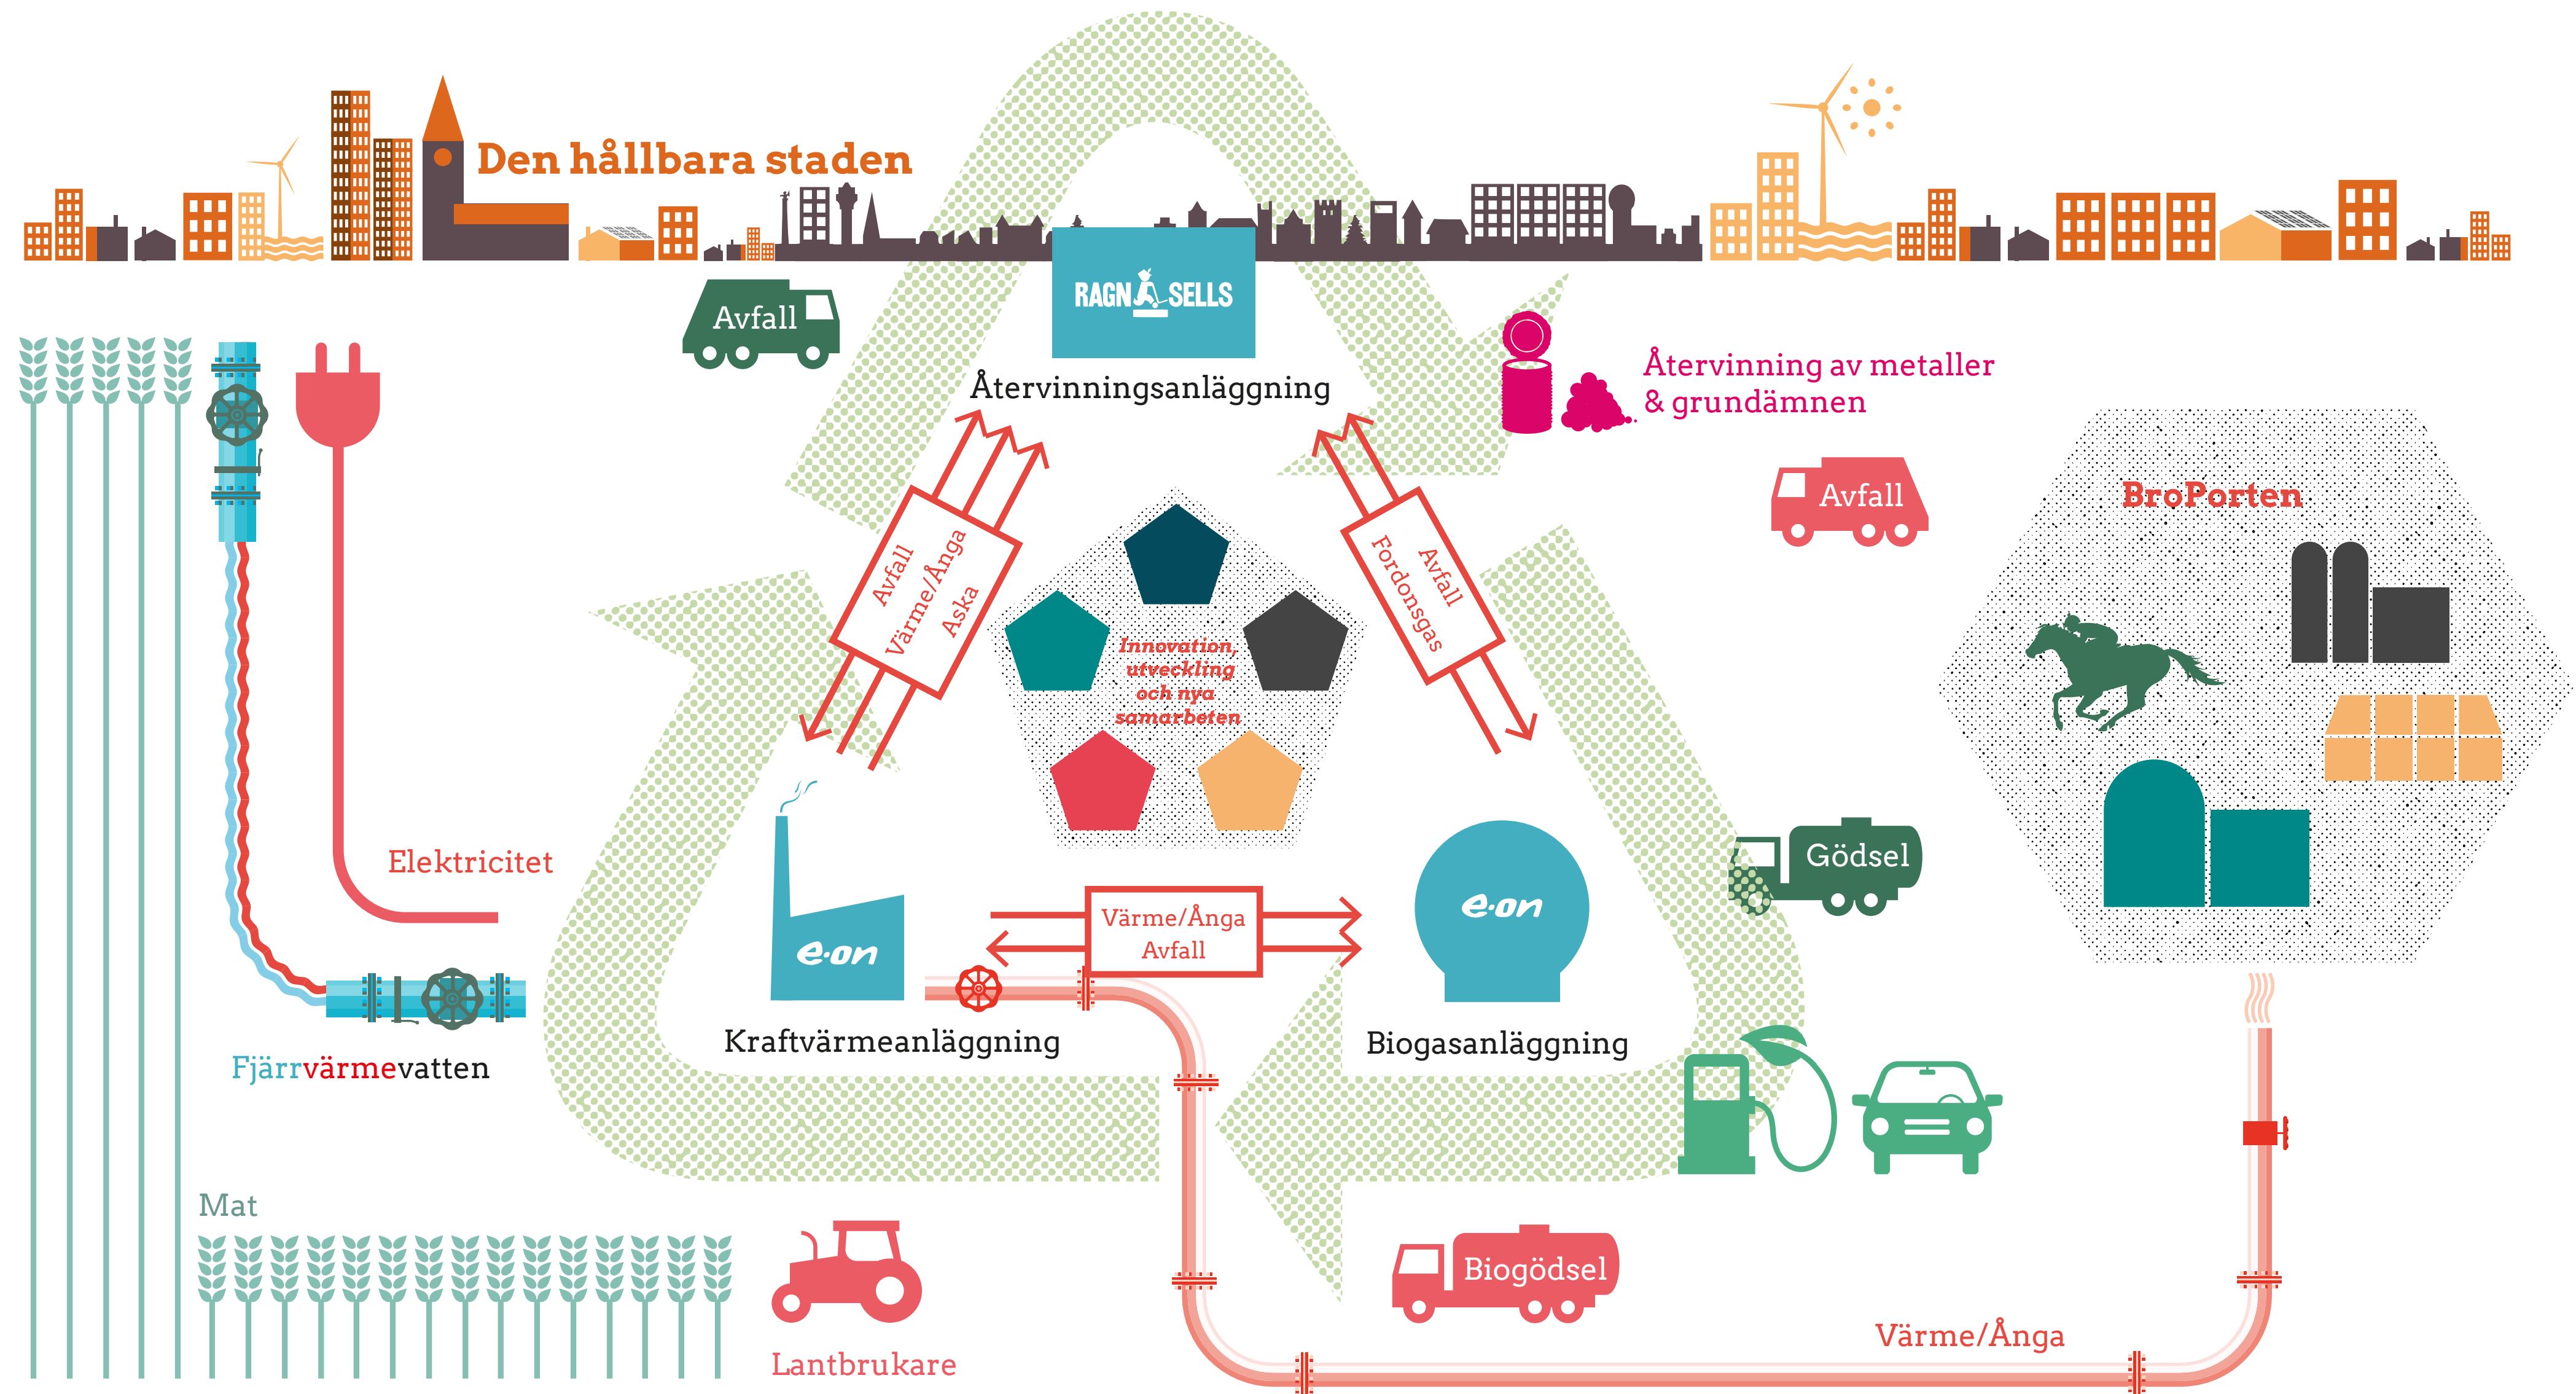 Den hållbara staden
RAGN SELLS
Avfall
Återvinningsanläggning
Återvinning av metaller
& grundämnen
Avfall
BroPorten
Avfall
Värme/Ånga
Aska
Avfall
Fordonsgas
Innovation,
utveckling
och nya
samarbeten
Elektricitet
Gödsel
e·on
Värme/Ånga
Avfall
e·on
Kraftvärmeanläggning
Biogasanläggning
Fjärrvärmevatten
Mat
Biogödsel
Värme/Ånga
Lantbrukare